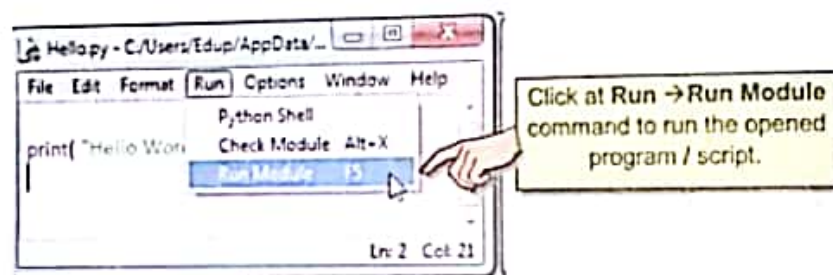 Hello.py - C:/Users/Edup/AppData/...
File Edit Format Run Options Window Help
Python Shell
print( "Hello Wor
Check Module Alt+X
Run Module F5
Ln: 2 Col: 21
Click at Run →Run Module
command to run the opened
program / script.